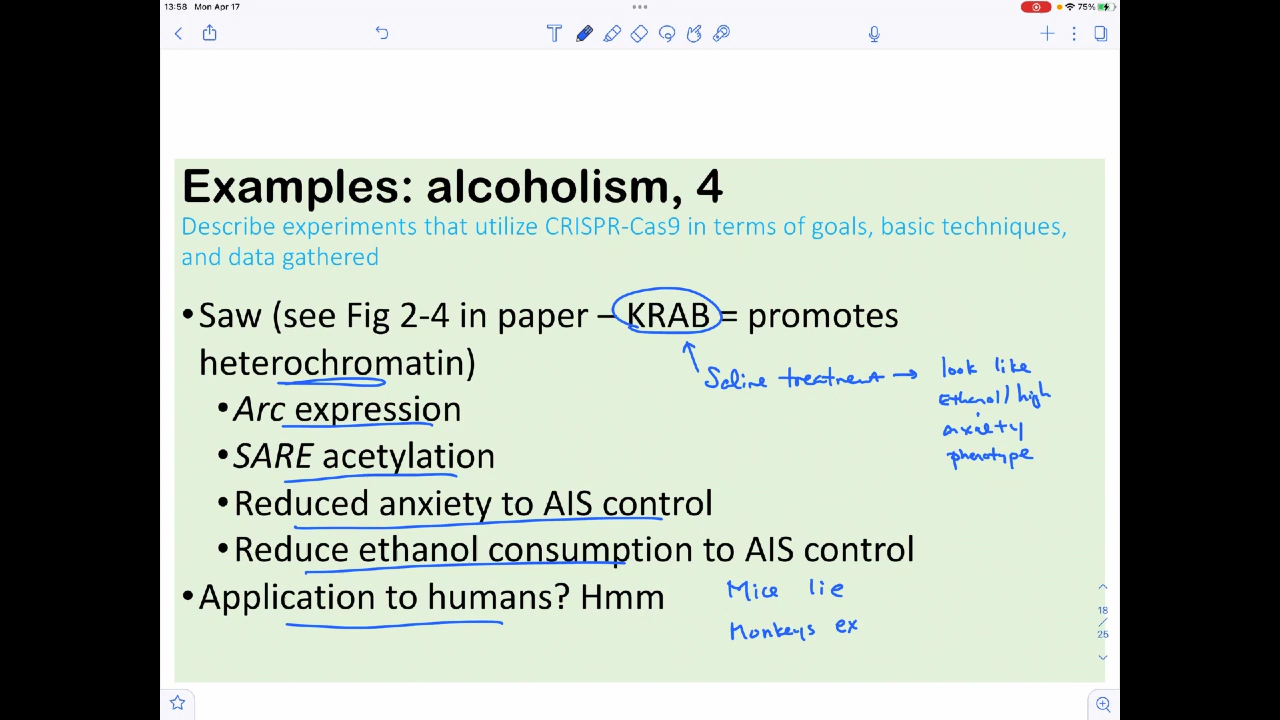 13:58 Mon Apr 17
75%
Examples: alcoholism, 4
Describe experiments that utilize CRISPR-Cas9 in terms of goals, basic techniques,
and data gathered
•Saw (see Fig 2-4 in paper – KRAB = promotes
heterochromatin)
Saline treatment → look like
Ethanol/high
anxiety
phenotype
•Arc expression
•SARE acetylation
•Reduced anxiety to AIS control
•Reduce ethanol consumption to AIS control
•Application to humans? Hmm
Mice lie
Monkeys ex
18
/
25